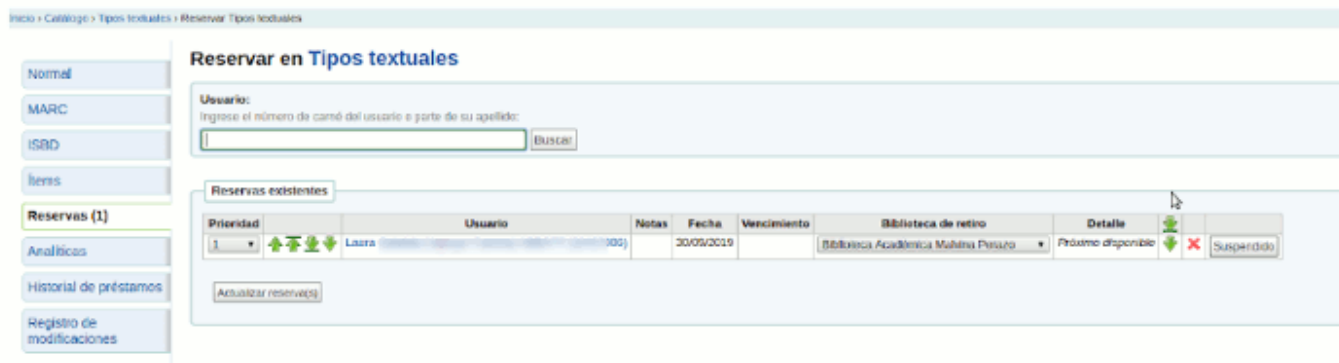 Inicio › Catálogo › Tipos textuales › Reservar Tipos textuales
Reservar en Tipos textuales
Normal
MARC
ISBD
Ítems
Reservas (1)
Analíticas
Historial de préstamos
Registro de
modificaciones
Usuario:
Ingrese el número de carné del usuario o parte de su apellido:
Buscar
Reservas existentes
Prioridad Usuario Notas Fecha Vencimiento Biblioteca de retiro Detalle
1 Laura 30/09/2019 Biblioteca Académica Próximo disponible Suspendido
Actualizar reserva(s)